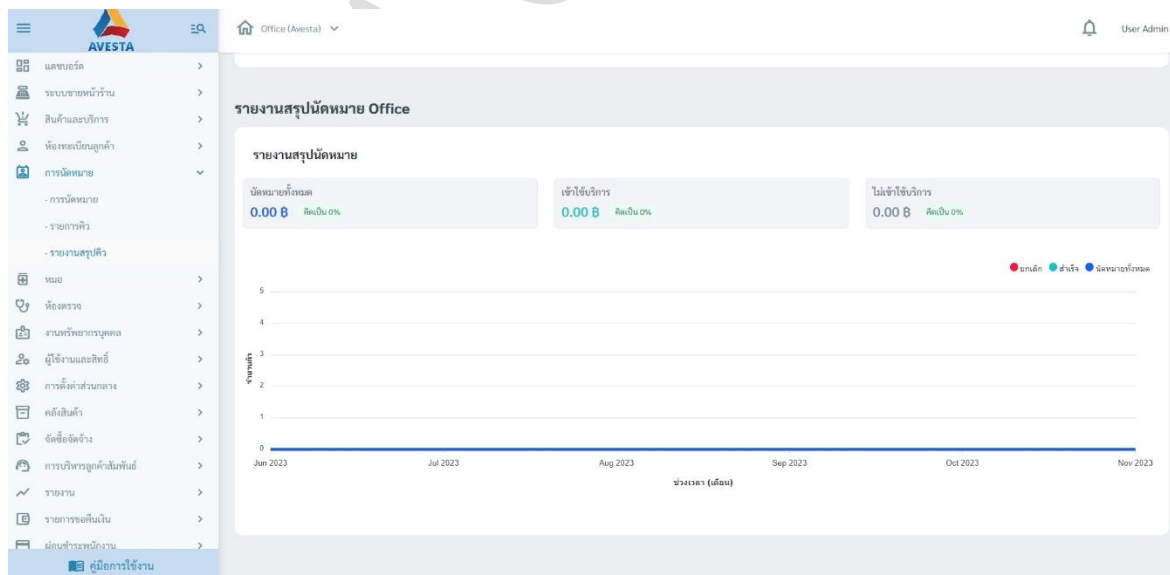 AVESTA
Office (Avesta)
User Admin
แดชบอร์ด
ระบบขายหน้าร้าน
สินค้าและบริการ
ห้องทะเบียนลูกค้า
การนัดหมาย
- การนัดหมาย
- รายการคิว
- รายงานสรุปคิว
หมอ
ห้องตรวจ
งานทรัพยากรบุคคล
ผู้ใช้งานและสิทธิ์
การตั้งค่าส่วนกลาง
คลังสินค้า
จัดซื้อจัดจ้าง
การบริหารลูกค้าสัมพันธ์
รายงาน
รายการขอคืนเงิน
ผ่อนชำระพนักงาน
คู่มือการใช้งาน
รายงานสรุปนัดหมาย Office
รายงานสรุปนัดหมาย
นัดหมายทั้งหมด
0.00 ฿ คิดเป็น 0%
เข้าใช้บริการ
0.00 ฿ คิดเป็น 0%
ไม่เข้าใช้บริการ
0.00 ฿ คิดเป็น 0%
ยกเลิก สำเร็จ นัดหมายทั้งหมด
5
4
3
2
1
0
Jun 2023 Jul 2023 Aug 2023 Sep 2023 Oct 2023 Nov 2023
ช่วงเวลา (เดือน)